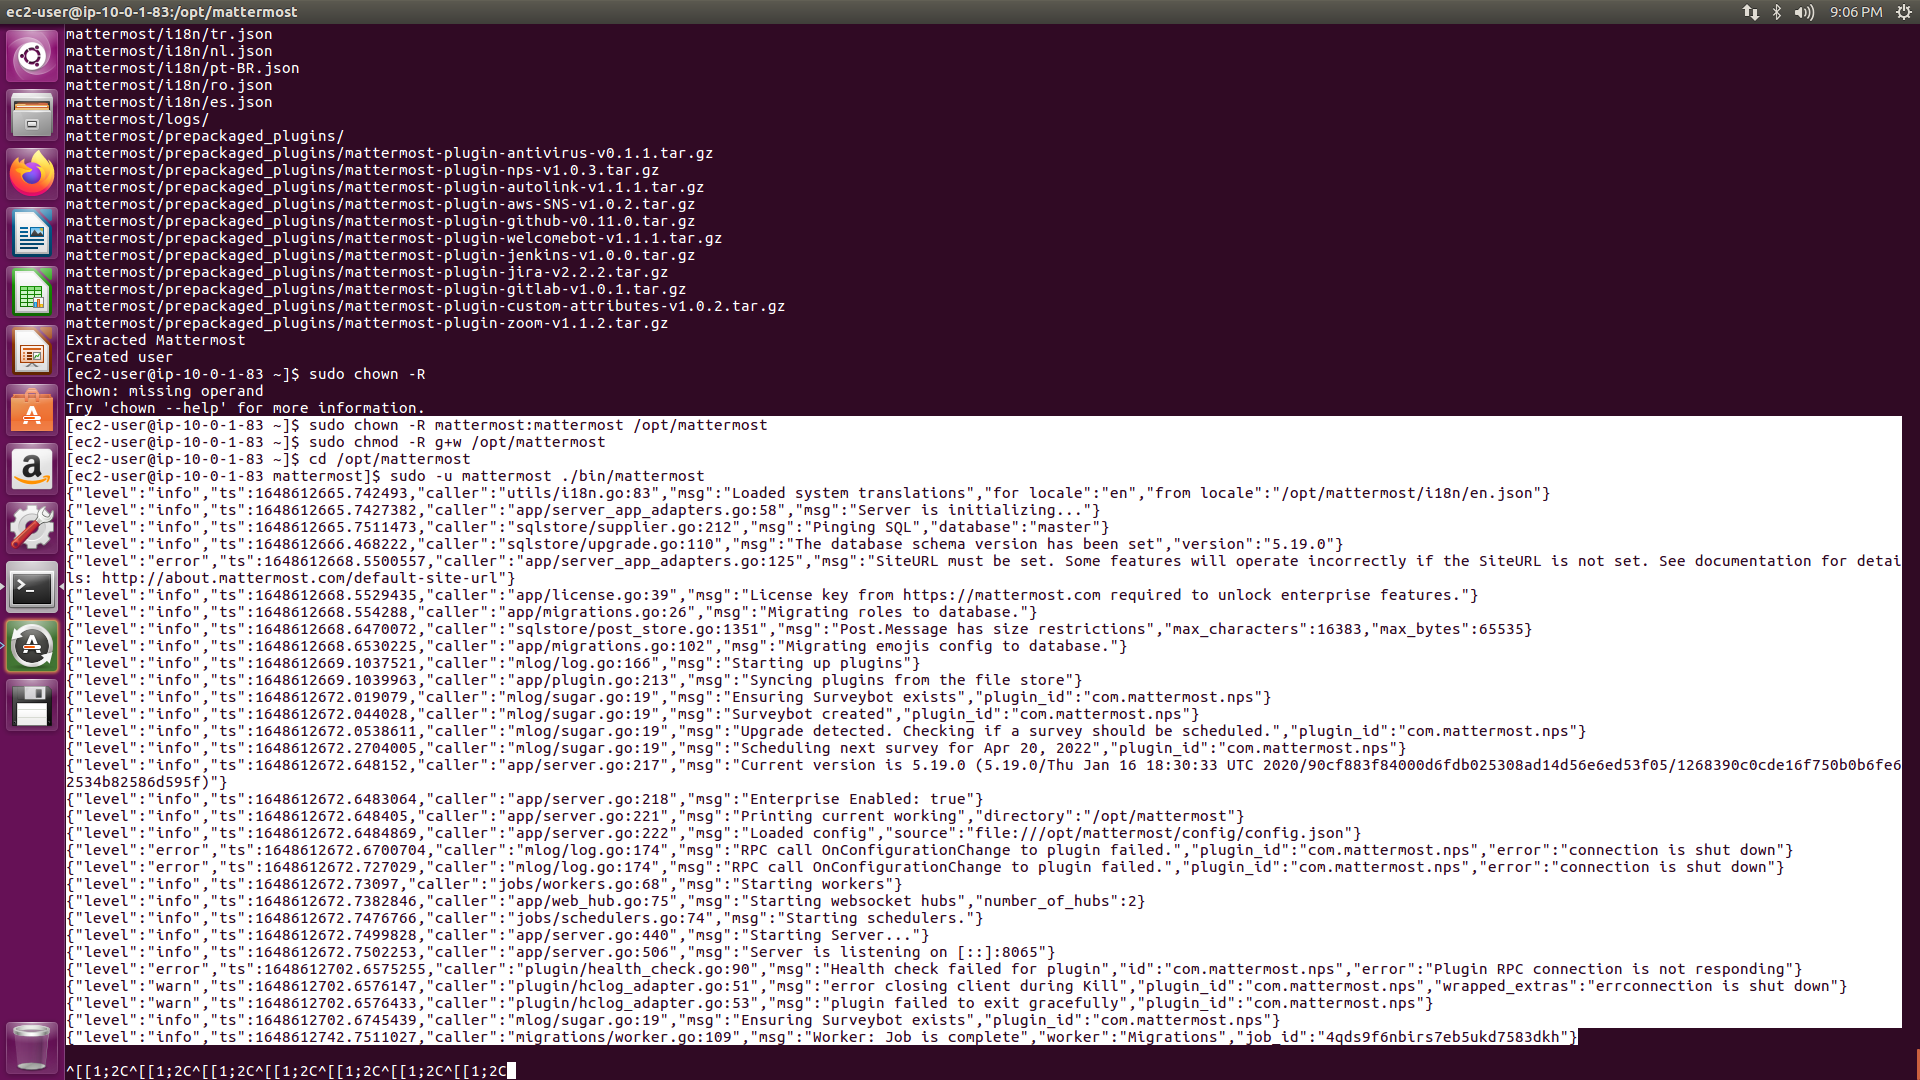 ec2-user@ip-10-0-1-83:/opt/mattermost
9:06 PM
mattermost/i18n/tr.json
mattermost/i18n/nl.json
mattermost/i18n/pt-BR.json
mattermost/i18n/ro.json
mattermost/i18n/es.json
mattermost/logs/
mattermost/prepackaged_plugins/
mattermost/prepackaged_plugins/mattermost-plugin-antivirus-v0.1.1.tar.gz
mattermost/prepackaged_plugins/mattermost-plugin-nps-v1.0.3.tar.gz
mattermost/prepackaged_plugins/mattermost-plugin-autolink-v1.1.1.tar.gz
mattermost/prepackaged_plugins/mattermost-plugin-aws-SNS-v1.0.2.tar.gz
mattermost/prepackaged_plugins/mattermost-plugin-github-v0.11.0.tar.gz
mattermost/prepackaged_plugins/mattermost-plugin-welcomebot-v1.1.1.tar.gz
mattermost/prepackaged_plugins/mattermost-plugin-jenkins-v1.0.0.tar.gz
mattermost/prepackaged_plugins/mattermost-plugin-jira-v2.2.2.tar.gz
mattermost/prepackaged_plugins/mattermost-plugin-gitlab-v1.0.1.tar.gz
mattermost/prepackaged_plugins/mattermost-plugin-custom-attributes-v1.0.2.tar.gz
mattermost/prepackaged_plugins/mattermost-plugin-zoom-v1.1.2.tar.gz
Extracted Mattermost
Created user
[ec2-user@ip-10-0-1-83 ~]$ sudo chown -R
chown: missing operand
Try 'chown --help' for more information.
[ec2-user@ip-10-0-1-83 ~]$ sudo chown -R mattermost:mattermost /opt/mattermost
[ec2-user@ip-10-0-1-83 ~]$ sudo chmod -R g+w /opt/mattermost
[ec2-user@ip-10-0-1-83 ~]$ cd /opt/mattermost
[ec2-user@ip-10-0-1-83 mattermost]$ sudo -u mattermost ./bin/mattermost
{"level":"info","ts":1648612665.742493,"caller":"utils/i18n.go:83","msg":"Loaded system translations","for locale":"en","from locale":"/opt/mattermost/i18n/en.json"}
{"level":"info","ts":1648612665.7427382,"caller":"app/server_app_adapters.go:58","msg":"Server is initializing..."}
{"level":"info","ts":1648612665.7511473,"caller":"sqlstore/supplier.go:212","msg":"Pinging SQL","database":"master"}
{"level":"info","ts":1648612666.468222,"caller":"sqlstore/upgrade.go:110","msg":"The database schema version has been set","version":"5.19.0"}
{"level":"error","ts":1648612668.5500557,"caller":"app/server_app_adapters.go:125","msg":"SiteURL must be set. Some features will operate incorrectly if the SiteURL is not set. See documentation for detai
ls: http://about.mattermost.com/default-site-url"}
{"level":"info","ts":1648612668.5529435,"caller":"app/license.go:39","msg":"License key from https://mattermost.com required to unlock enterprise features."}
{"level":"info","ts":1648612668.554288,"caller":"app/migrations.go:26","msg":"Migrating roles to database."}
{"level":"info","ts":1648612668.6470072,"caller":"sqlstore/post_store.go:1351","msg":"Post.Message has size restrictions","max_characters":16383,"max_bytes":65535}
{"level":"info","ts":1648612668.6530225,"caller":"app/migrations.go:102","msg":"Migrating emojis config to database."}
{"level":"info","ts":1648612669.1037521,"caller":"mlog/log.go:166","msg":"Starting up plugins"}
{"level":"info","ts":1648612669.1039963,"caller":"app/plugin.go:213","msg":"Syncing plugins from the file store"}
{"level":"info","ts":1648612672.019079,"caller":"mlog/sugar.go:19","msg":"Ensuring Surveybot exists","plugin_id":"com.mattermost.nps"}
{"level":"info","ts":1648612672.044028,"caller":"mlog/sugar.go:19","msg":"Surveybot created","plugin_id":"com.mattermost.nps"}
{"level":"info","ts":1648612672.0538611,"caller":"mlog/sugar.go:19","msg":"Upgrade detected. Checking if a survey should be scheduled.","plugin_id":"com.mattermost.nps"}
{"level":"info","ts":1648612672.2704005,"caller":"mlog/sugar.go:19","msg":"Scheduling next survey for Apr 20, 2022","plugin_id":"com.mattermost.nps"}
{"level":"info","ts":1648612672.648152,"caller":"app/server.go:217","msg":"Current version is 5.19.0 (5.19.0/Thu Jan 16 18:30:33 UTC 2020/90cf883f84000d6fdb025308ad14d56e6ed53f05/1268390c0cde16f750b0b6fe6
2534b82586d595f)"}
{"level":"info","ts":1648612672.6483064,"caller":"app/server.go:218","msg":"Enterprise Enabled: true"}
{"level":"info","ts":1648612672.648405,"caller":"app/server.go:221","msg":"Printing current working","directory":"/opt/mattermost"}
{"level":"info","ts":1648612672.6484869,"caller":"app/server.go:222","msg":"Loaded config","source":"file:///opt/mattermost/config/config.json"}
{"level":"error","ts":1648612672.6700704,"caller":"mlog/log.go:174","msg":"RPC call OnConfigurationChange to plugin failed.","plugin_id":"com.mattermost.nps","error":"connection is shut down"}
{"level":"error","ts":1648612672.727029,"caller":"mlog/log.go:174","msg":"RPC call OnConfigurationChange to plugin failed.","plugin_id":"com.mattermost.nps","error":"connection is shut down"}
{"level":"info","ts":1648612672.73097,"caller":"jobs/workers.go:68","msg":"Starting workers"}
{"level":"info","ts":1648612672.7382846,"caller":"app/web_hub.go:75","msg":"Starting websocket hubs","number_of_hubs":2}
{"level":"info","ts":1648612672.7476766,"caller":"jobs/schedulers.go:74","msg":"Starting schedulers."}
{"level":"info","ts":1648612672.7499828,"caller":"app/server.go:440","msg":"Starting Server..."}
{"level":"info","ts":1648612672.7502253,"caller":"app/server.go:506","msg":"Server is listening on [::]:8065"}
{"level":"error","ts":1648612702.6575255,"caller":"plugin/health_check.go:90","msg":"Health check failed for plugin","id":"com.mattermost.nps","error":"Plugin RPC connection is not responding"}
{"level":"warn","ts":1648612702.6576147,"caller":"plugin/hclog_adapter.go:51","msg":"error closing client during Kill","plugin_id":"com.mattermost.nps","wrapped_extras":"errconnection is shut down"}
{"level":"warn","ts":1648612702.6576433,"caller":"plugin/hclog_adapter.go:53","msg":"plugin failed to exit gracefully","plugin_id":"com.mattermost.nps"}
{"level":"info","ts":1648612702.6745439,"caller":"mlog/sugar.go:19","msg":"Ensuring Surveybot exists","plugin_id":"com.mattermost.nps"}
{"level":"info","ts":1648612742.7511027,"caller":"migrations/worker.go:109","msg":"Worker: Job is complete","worker":"Migrations","job_id":"4qds9f6nbirs7eb5ukd7583dkh"}
^[[1;2C^[[1;2C^[[1;2C^[[1;2C^[[1;2C^[[1;2C^[[1;2C